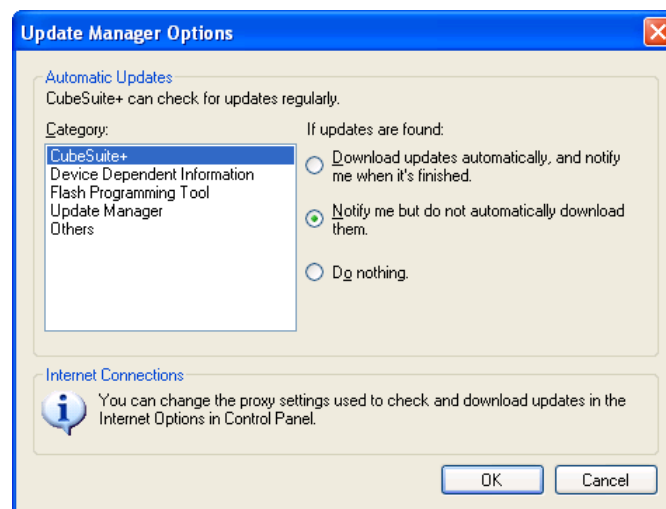 Update Manager Options
Automatic Updates
CubeSuite+ can check for updates regularly.
Category:
CubeSuite+
Device Dependent Information
Flash Programming Tool
Update Manager
Others
If updates are found:
Download updates automatically, and notify
me when it's finished.
Notify me but do not automatically download
them.
Do nothing.
Internet Connections
You can change the proxy settings used to check and download updates in the
Internet Options in Control Panel.
OK
Cancel